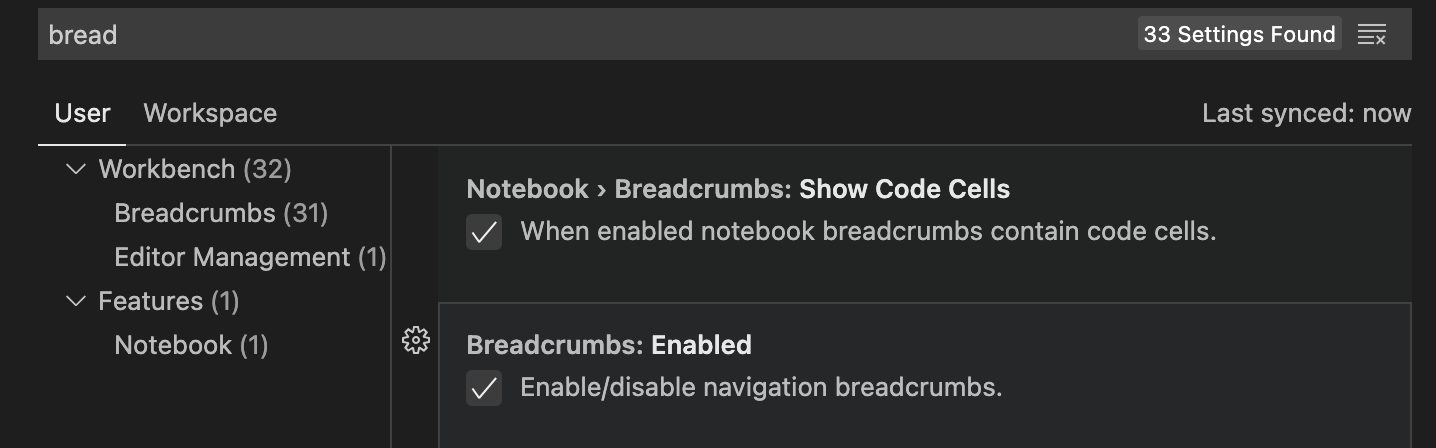 bread
33 Settings Found
User
Workspace
Last synced: now
Workbench (32)
Breadcrumbs (31)
Editor Management (1)
Features (1)
Notebook (1)
Notebook › Breadcrumbs: Show Code Cells
When enabled notebook breadcrumbs contain code cells.
Breadcrumbs: Enabled
Enable/disable navigation breadcrumbs.